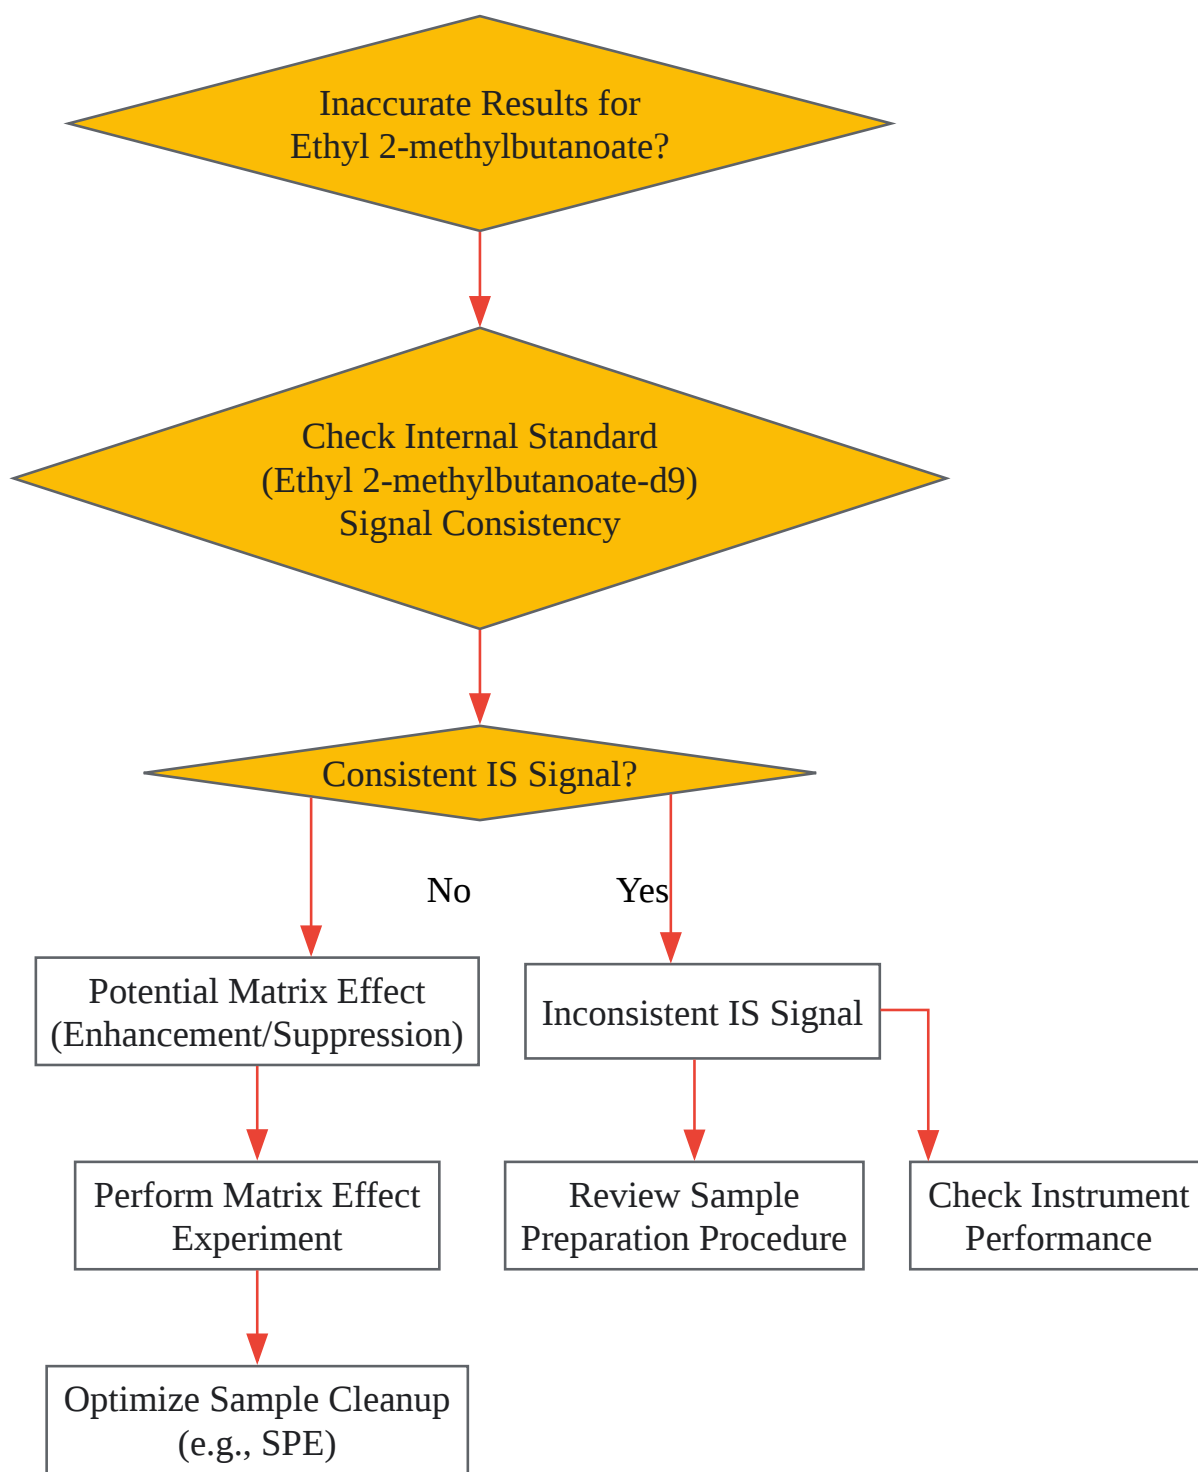 Inaccurate Results for
Ethyl 2-methylbutanoate?
Check Internal Standard
(Ethyl 2-methylbutanoate-d9)
Signal Consistency
Consistent IS Signal?
No
Yes
Potential Matrix Effect
(Enhancement/Suppression)
Inconsistent IS Signal
Perform Matrix Effect
Experiment
Review Sample
Preparation Procedure
Check Instrument
Performance
Optimize Sample Cleanup
(e.g., SPE)